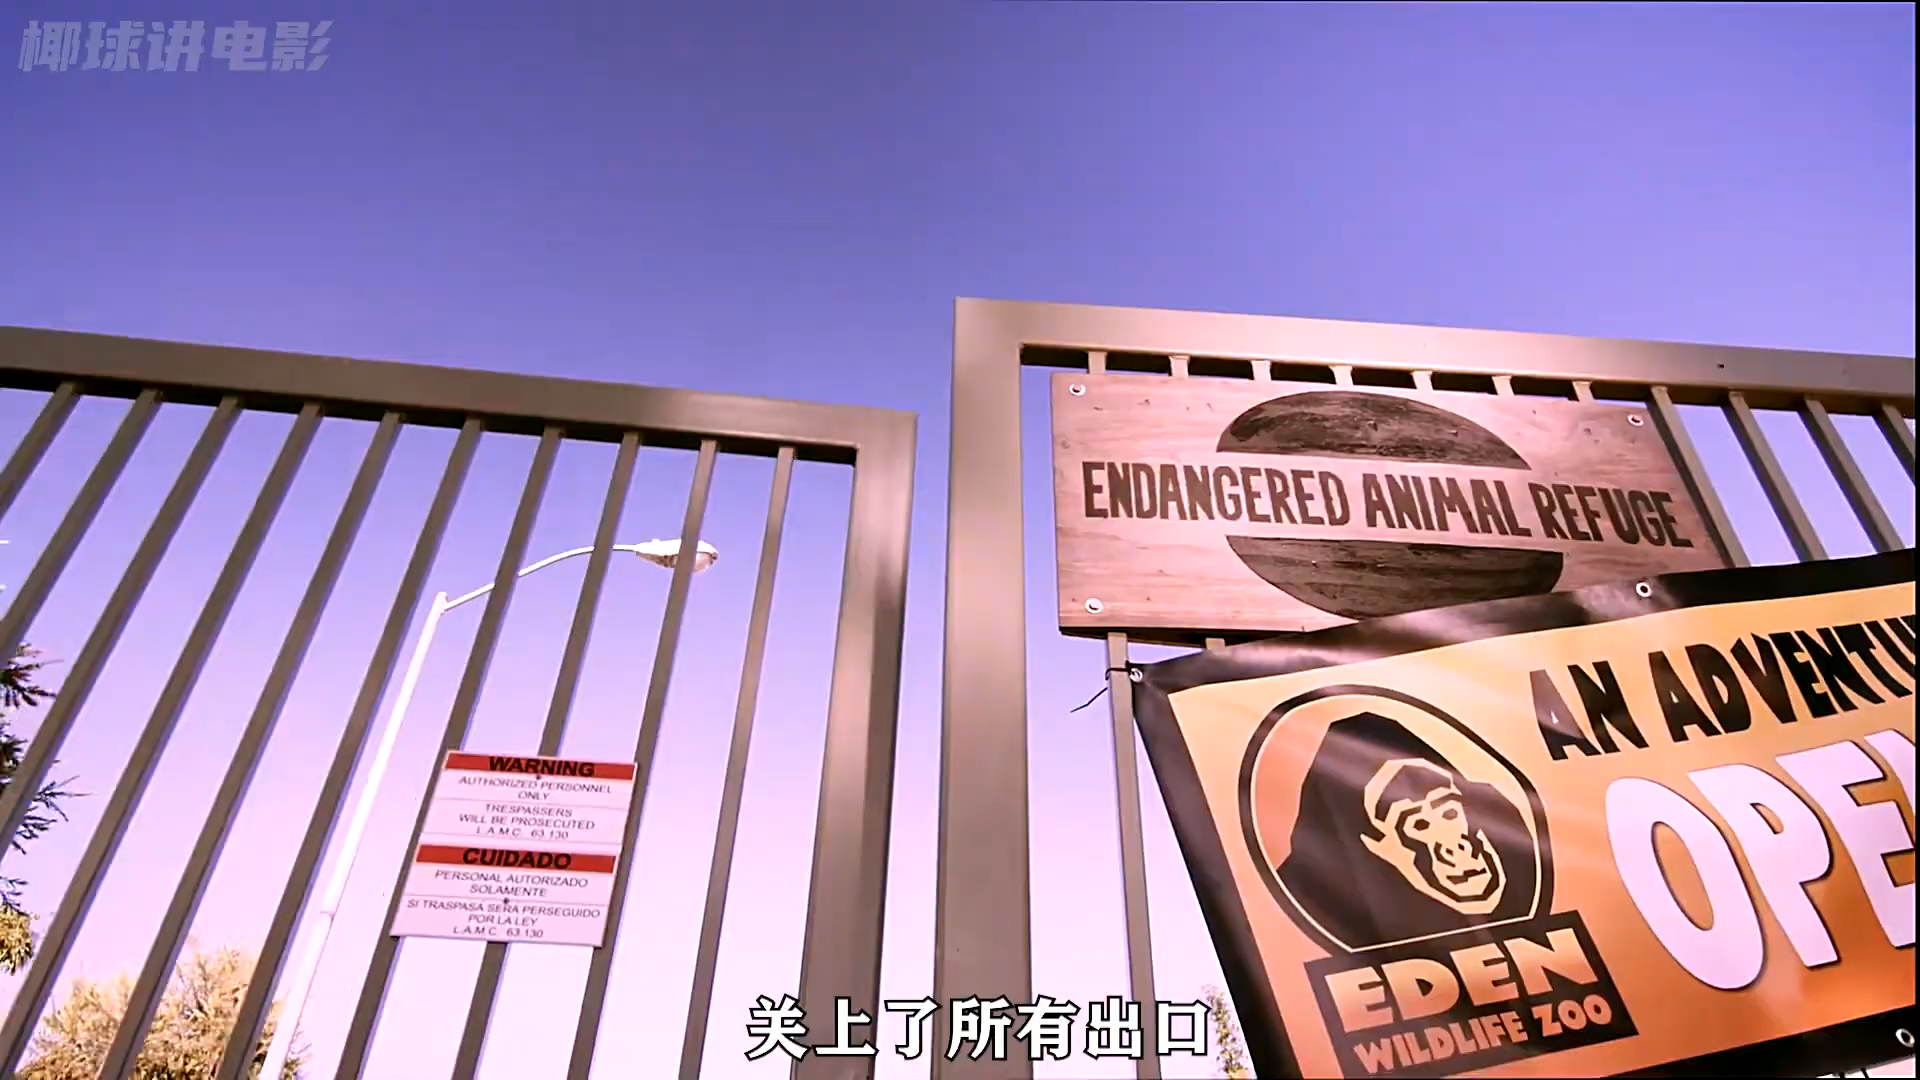 椰球讲电影
ENDANGERED ANIMAL REFUGE
AN ADVENTU
OPE
EDEN
WILDLIFE ZOO
WARNING
AUTHORIZED PERSONNEL
ONLY
TRESPASSERS
WILL BE PROSECUTED
L.A.M.C. 63.130
CUIDADO
PERSONAL AUTORIZADO
SOLAMENTE
SI TRASPASA SERA PERSEGUIDO
POR LA LEY
L.A.M.C. 63.130
关上了所有出口